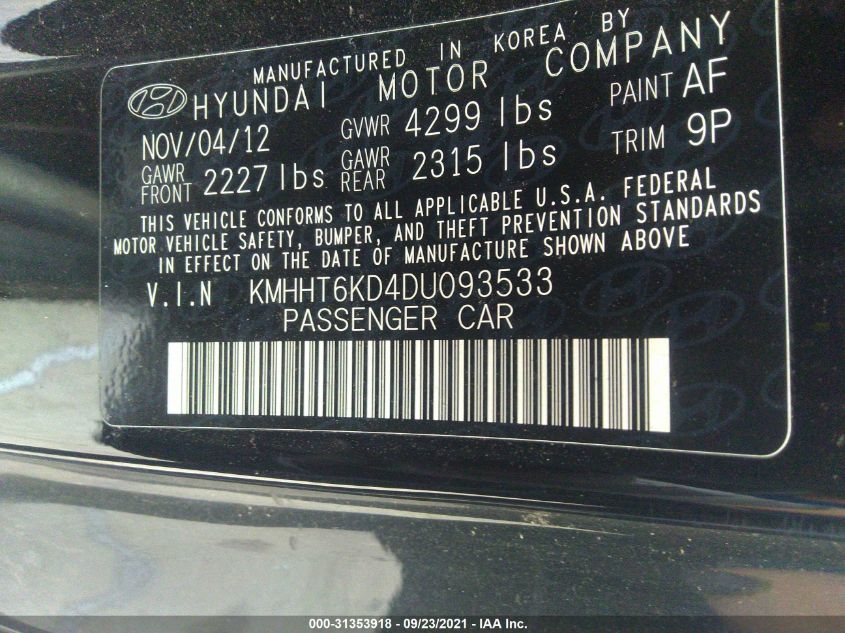 MANUFACTURED IN KOREA BY
HYUNDAI MOTOR COMPANY
NOV/04/12 GVWR 4299 lbs PAINT AF
GAWR FRONT 2227 lbs GAWR REAR 2315 lbs TRIM 9P
THIS VEHICLE CONFORMS TO ALL APPLICABLE U.S.A. FEDERAL
MOTOR VEHICLE SAFETY, BUMPER, AND THEFT PREVENTION STANDARDS
IN EFFECT ON THE DATE OF MANUFACTURE SHOWN ABOVE
V.I.N KMHHT6KD4DU093533
PASSENGER CAR
000-31353918 - 09/23/2021 - IAA Inc.